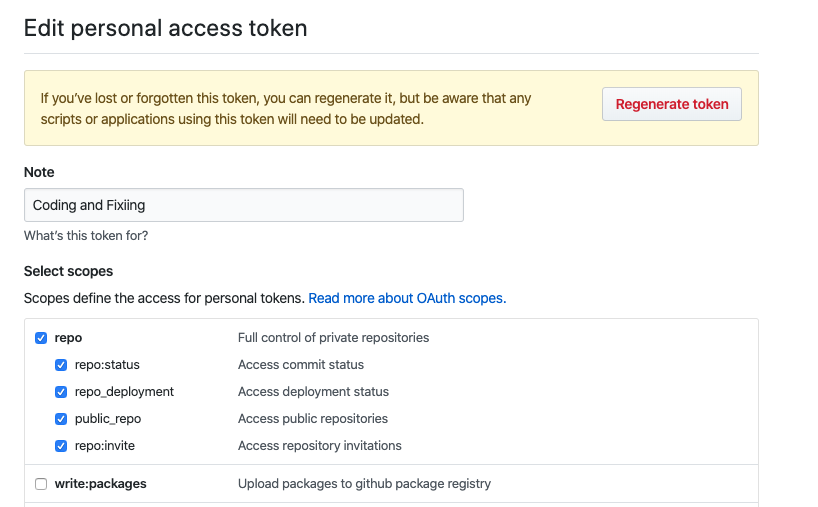 Edit personal access token
If you've lost or forgotten this token, you can regenerate it, but be aware that any
scripts or applications using this token will need to be updated.
Regenerate token
Note
Coding and Fixiing
What's this token for?
Select scopes
Scopes define the access for personal tokens. Read more about OAuth scopes.
repo Full control of private repositories
repo:status Access commit status
repo_deployment Access deployment status
public_repo Access public repositories
repo:invite Access repository invitations
write:packages Upload packages to github package registry